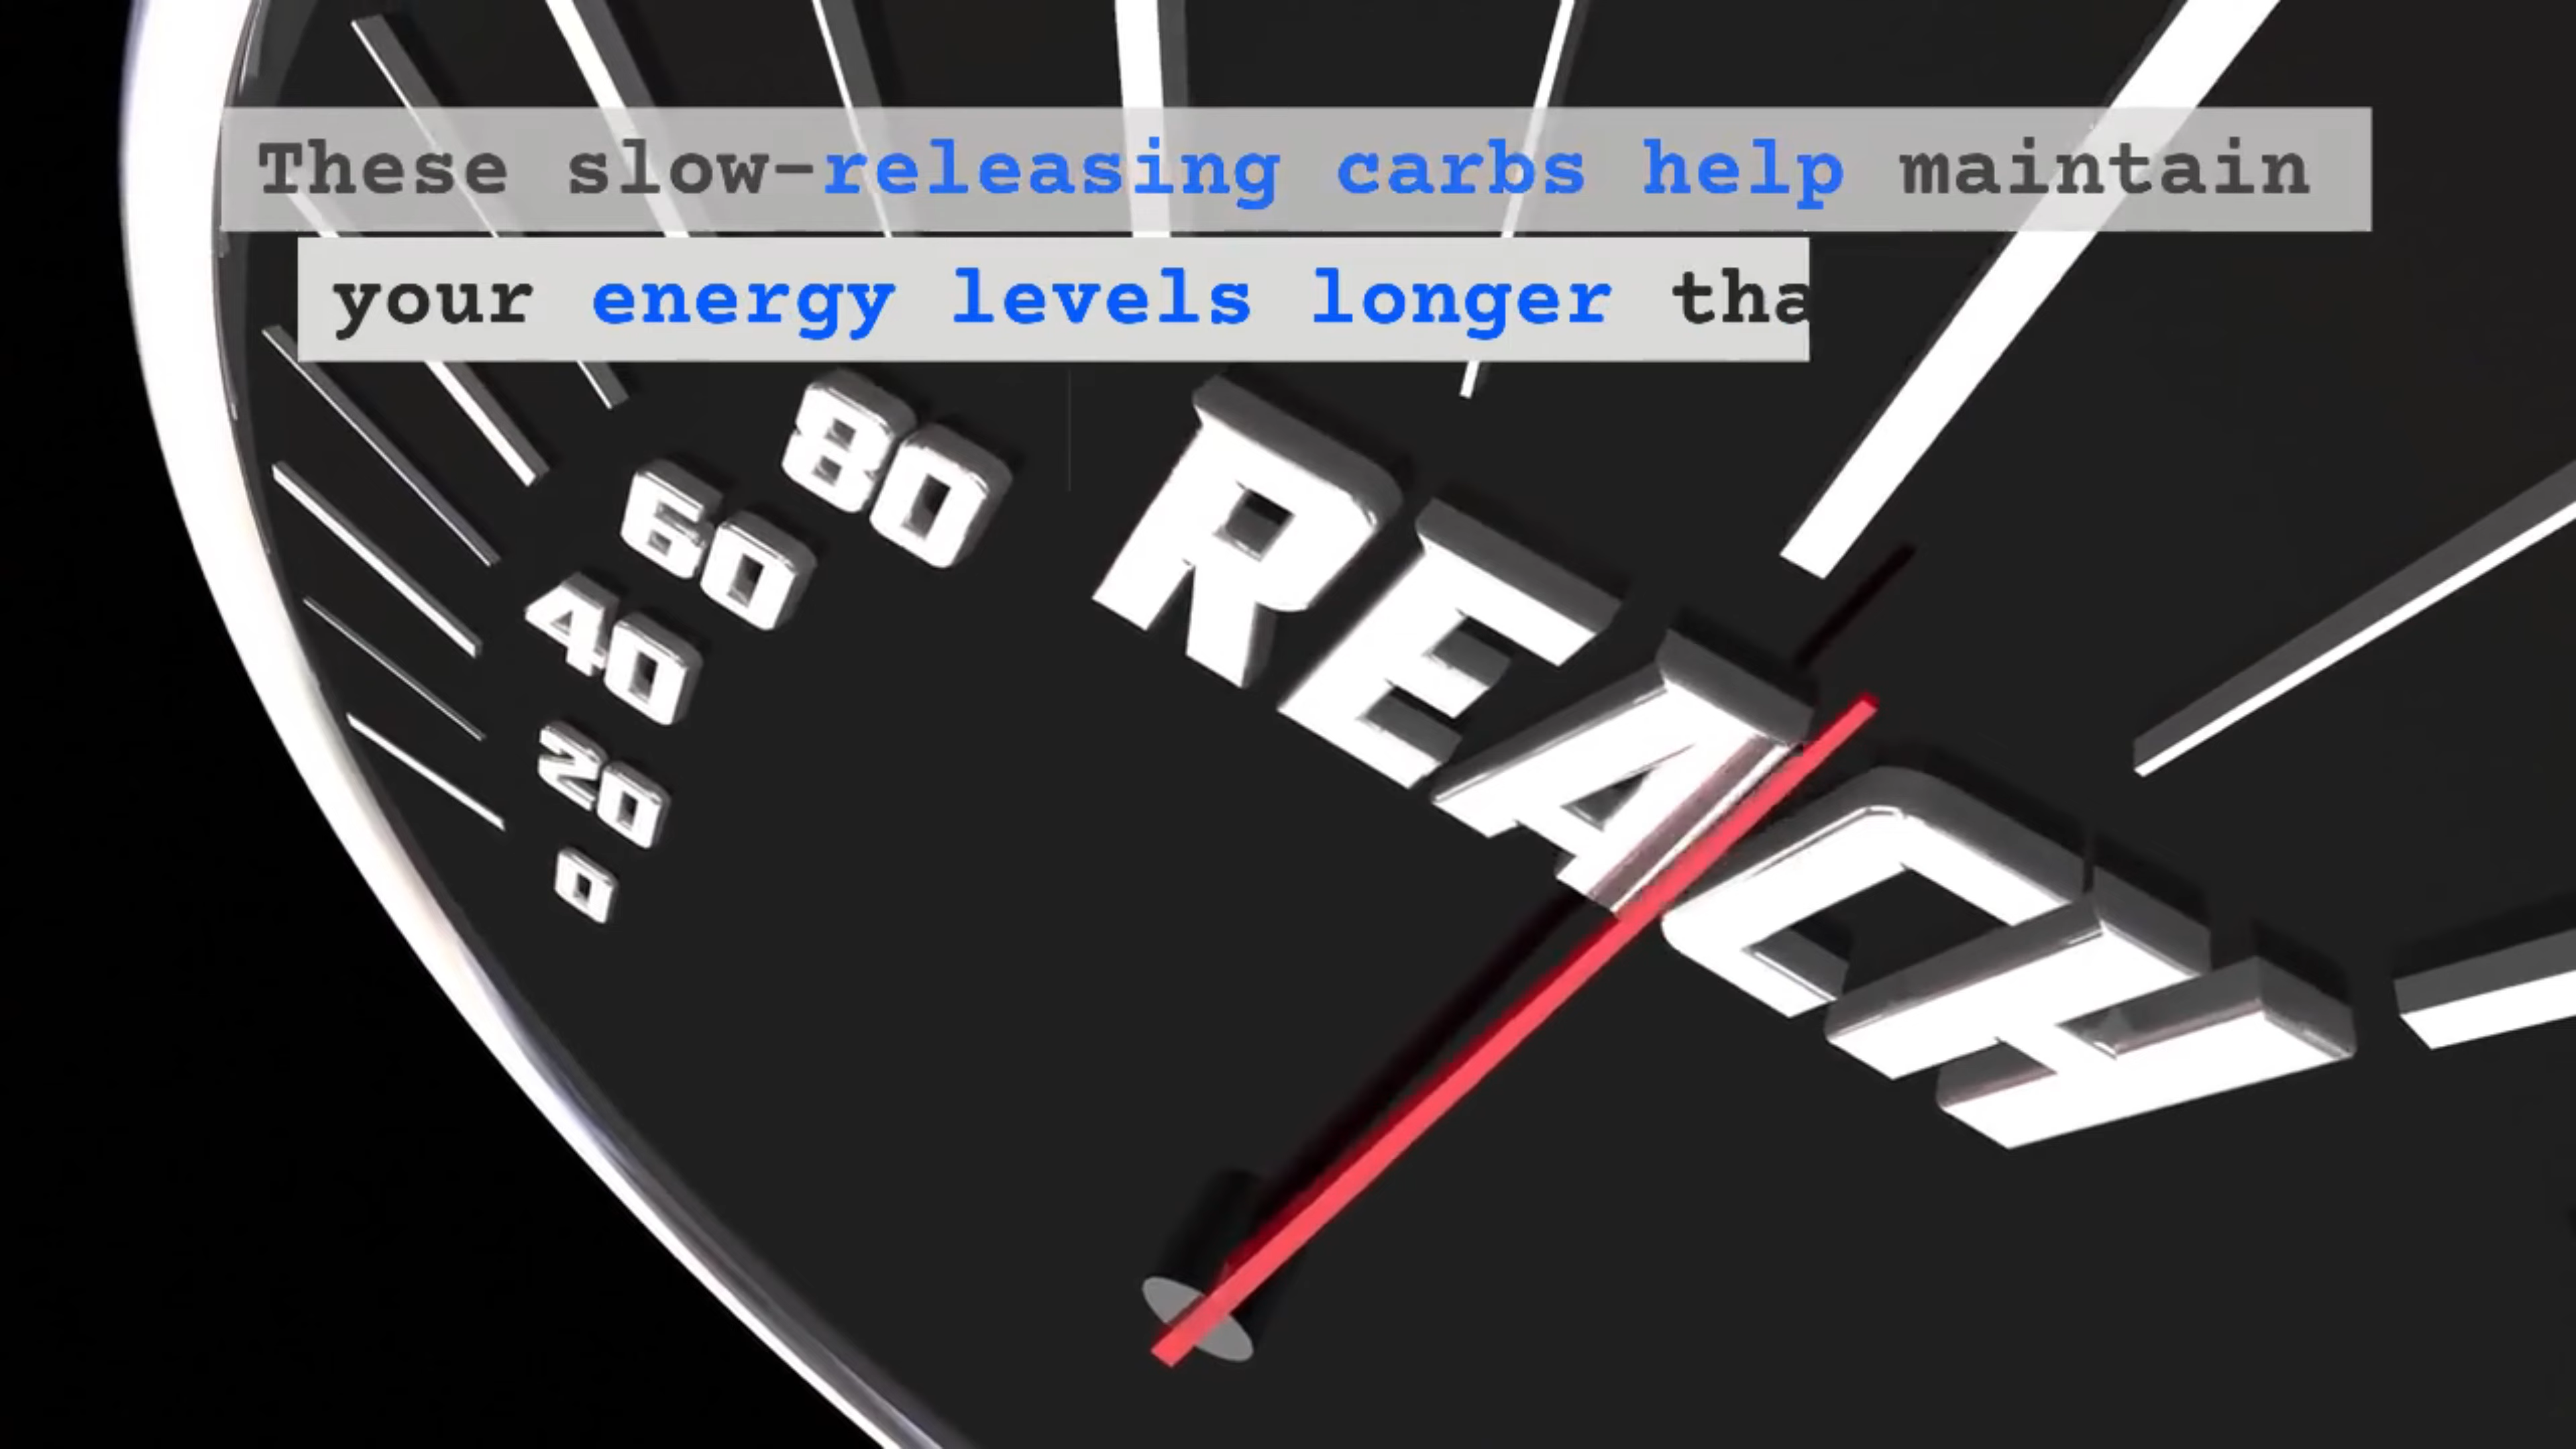 These slow-releasing carbs help maintain
your energy levels longer tha
80
60
40
20
0
REACH